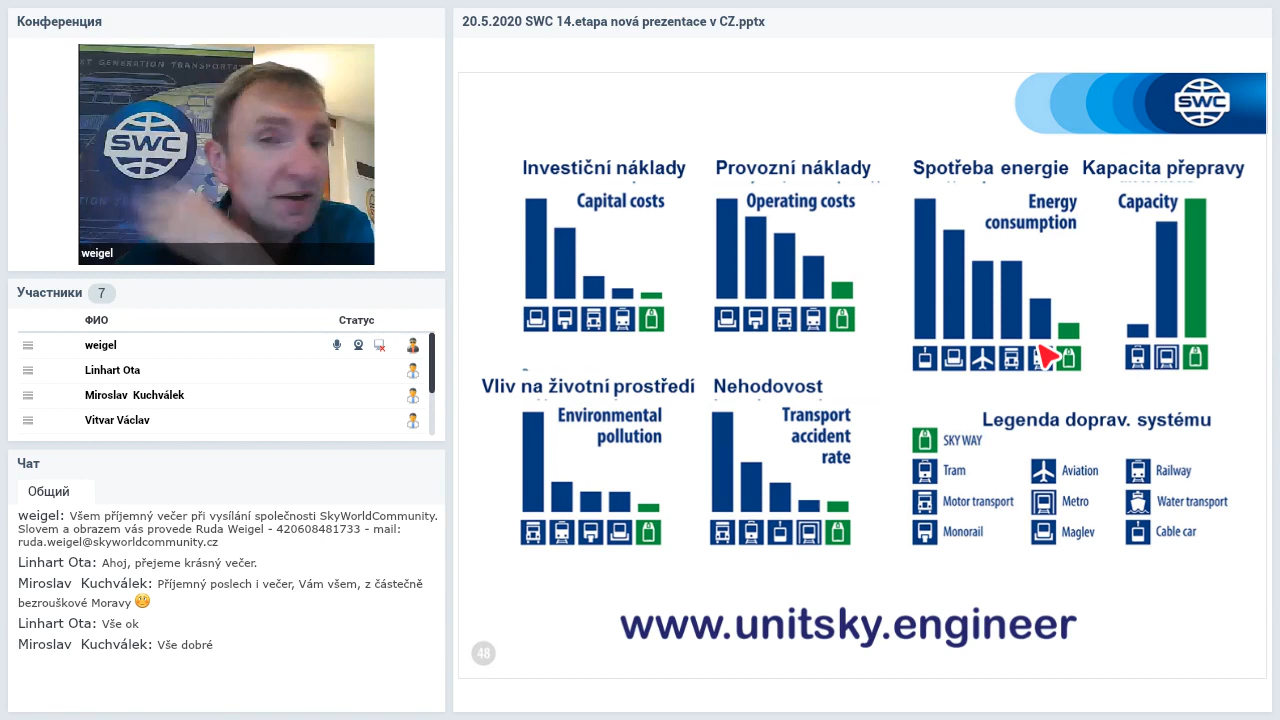 Конференция
XT GENERATION TRANSPORTA
SWC
weigel
Участники 7
ФИО Статус
weigel
Linhart Ota
Miroslav Kuchválek
Vitvar Václav
Чат
Общий
weigel: Všem příjemný večer při vysílání společnosti SkyWorldCommunity.
Slovem a obrazem vás provede Ruda Weigel - 420608481733 - mail:
ruda.weigel@skyworldcommunity.cz
Linhart Ota: Ahoj, přejeme krásný večer.
Miroslav Kuchválek: Příjemný poslech i večer, Vám všem, z částečně
bezrouškové Moravy
Linhart Ota: Vše ok
Miroslav Kuchválek: Vše dobré
20.5.2020 SWC 14.etapa nová prezentace v CZ.pptx
SWC
Investiční náklady
Capital costs
Provozní náklady
Operating costs
Spotřeba energie
Energy
consumption
Kapacita přepravy
Capacity
Vliv na životní prostředí
Environmental
pollution
Nehodovost
Transport
accident
rate
Legenda doprav. systému
SKY WAY
Tram
Aviation
Railway
Motor transport
Metro
Water transport
Monorail
Maglev
Cable car
www.unitsky.engineer
48